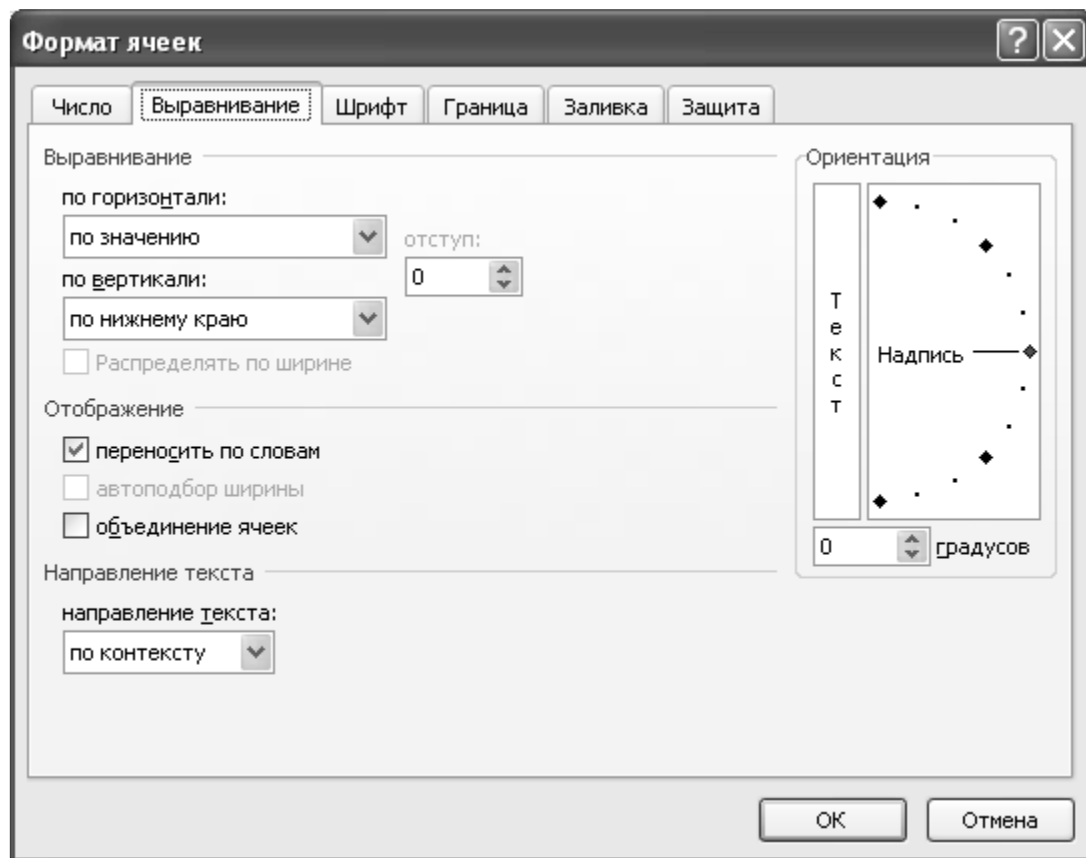 Формат ячеек
Число Выравнивание Шрифт Граница Заливка Защита
Выравнивание
по горизонтали:
по значению
отступ:
0
по вертикали:
по нижнему краю
Распределять по ширине
Отображение
переносить по словам
автоподбор ширины
объединение ячеек
Направление текста
направление текста:
по контексту
Ориентация
Текст
Надпись
0 градусов
ОК Отмена